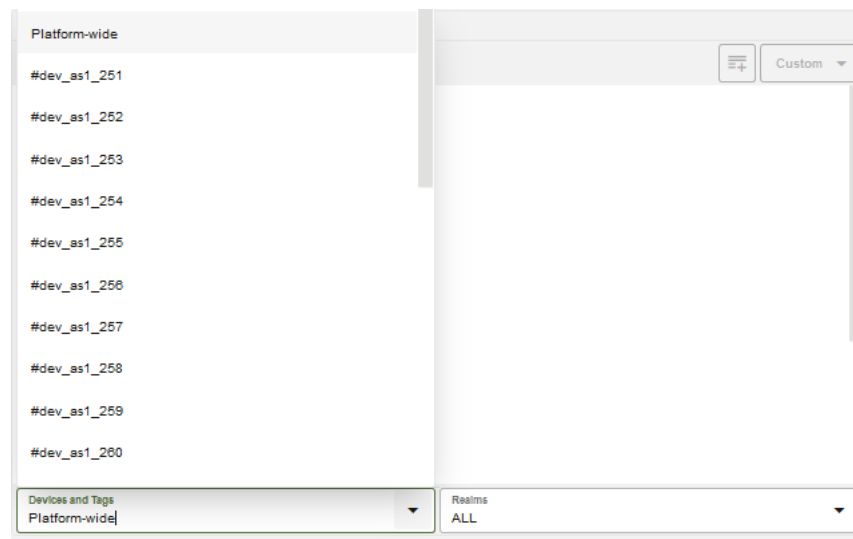 Platform-wide
Custom
#dev_as1_251
#dev_as1_252
#dev_as1_253
#dev_as1_254
#dev_as1_255
#dev_as1_256
#dev_as1_257
#dev_as1_258
#dev_as1_259
#dev_as1_260
Devices and Tags
Platform-wide
Realms
ALL